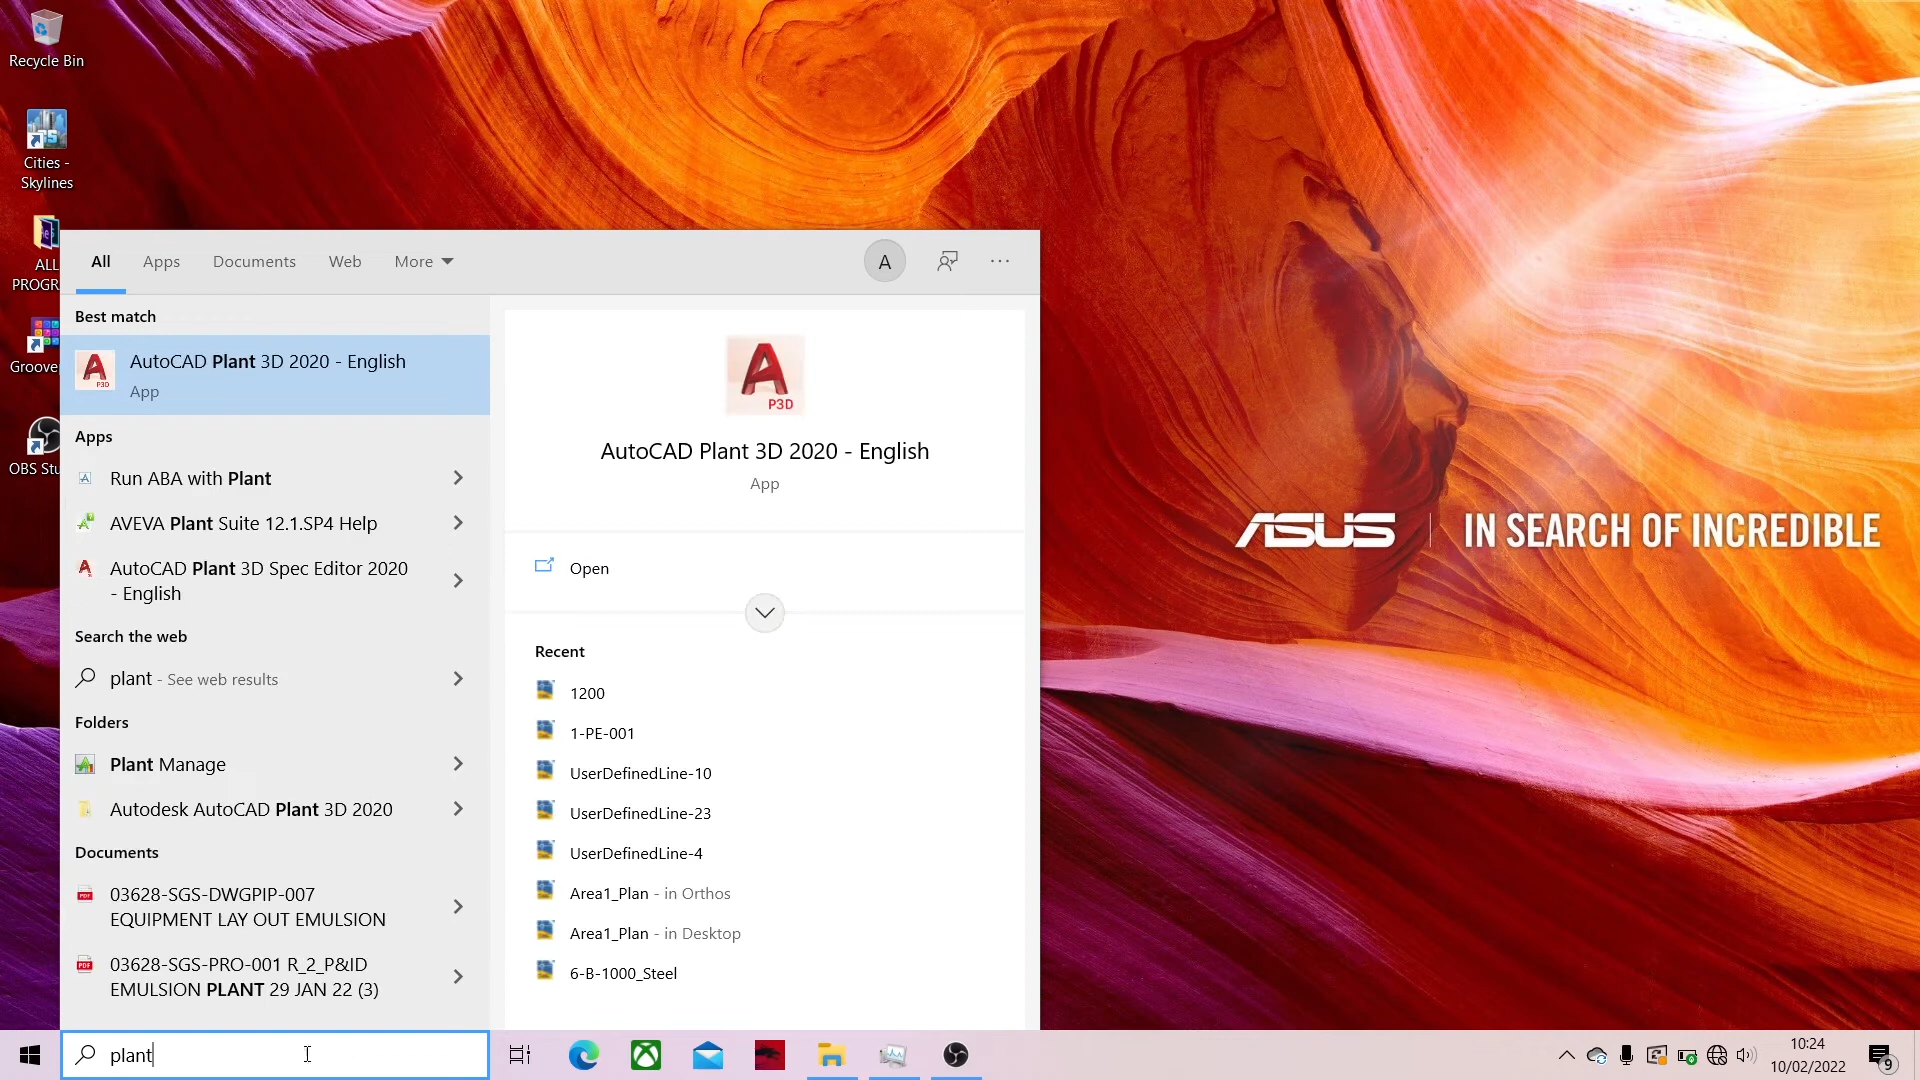 Recycle Bin
Cities -
Skylines
ALL
PROGR
Groove
OBS Stu
All
Apps
Documents
Web
More
A
Best match
AutoCAD Plant 3D 2020 - English
App
Apps
Run ABA with Plant
AVEVA Plant Suite 12.1.SP4 Help
AutoCAD Plant 3D Spec Editor 2020
- English
Search the web
plant - See web results
Folders
Plant Manage
Autodesk AutoCAD Plant 3D 2020
Documents
03628-SGS-DWGPIP-007
EQUIPMENT LAY OUT EMULSION
03628-SGS-PRO-001 R_2_P&ID
EMULSION PLANT 29 JAN 22 (3)
P3D
AutoCAD Plant 3D 2020 - English
App
Open
Recent
1200
1-PE-001
UserDefinedLine-10
UserDefinedLine-23
UserDefinedLine-4
Area1_Plan - in Orthos
Area1_Plan - in Desktop
6-B-1000_Steel
ASUS
IN SEARCH OF INCREDIBLE
plant
10:24
10/02/2022
9